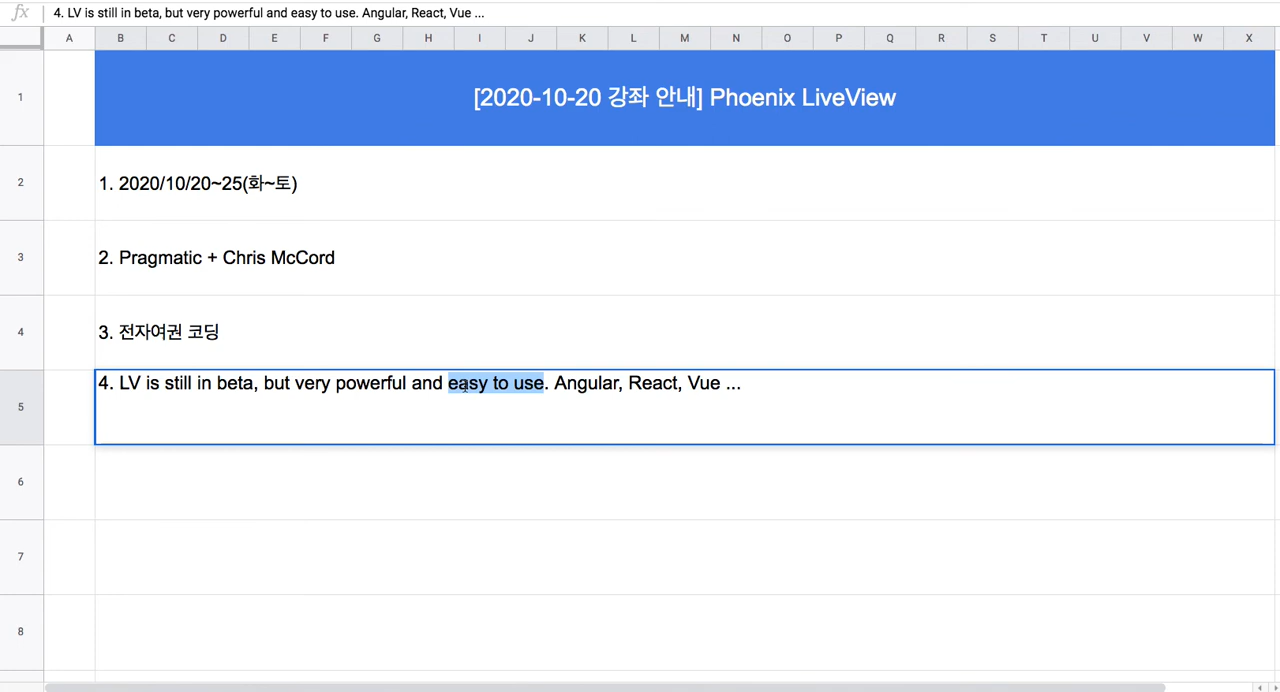 fx 4. LV is still in beta, but very powerful and easy to use. Angular, React, Vue ...
A B C D E F G H I J K L M N O P Q R S T U V W X
1 [2020-10-20 강좌 안내] Phoenix LiveView
2 1. 2020/10/20~25(화~토)
3 2. Pragmatic + Chris McCord
4 3. 전자여권 코딩
5 4. LV is still in beta, but very powerful and easy to use. Angular, React, Vue ...
6
7
8